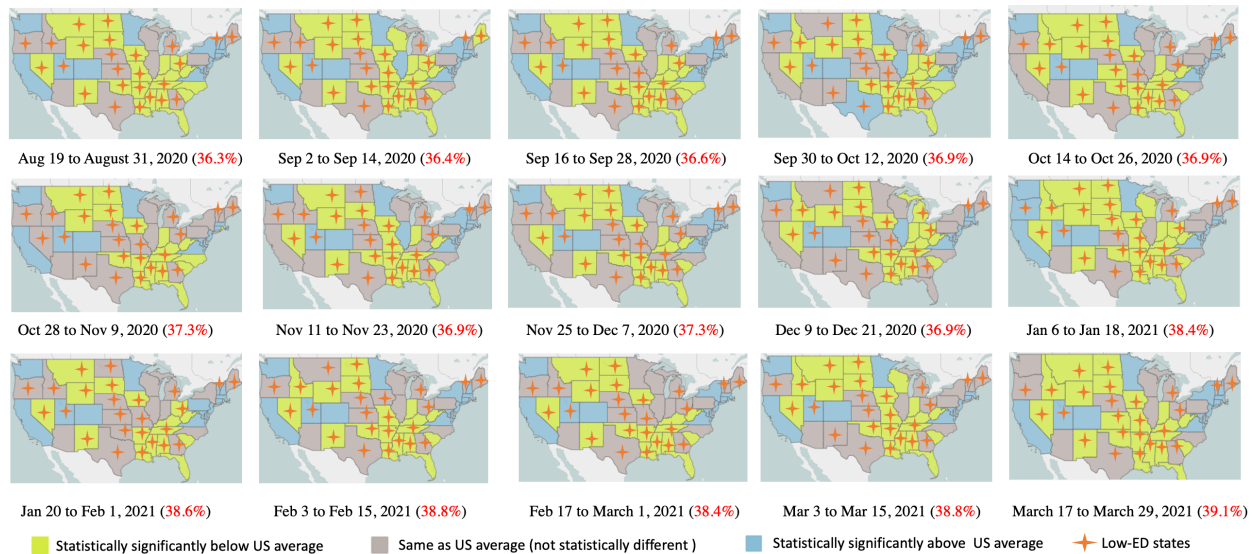 Aug 19 to August 31, 2020 (36.3%)
Sep 2 to Sep 14, 2020 (36.4%)
Sep 16 to Sep 28, 2020 (36.6%)
Sep 30 to Oct 12, 2020 (36.9%)
Oct 14 to Oct 26, 2020 (36.9%)
Oct 28 to Nov 9, 2020 (37.3%)
Nov 11 to Nov 23, 2020 (36.9%)
Nov 25 to Dec 7, 2020 (37.3%)
Dec 9 to Dec 21, 2020 (36.9%)
Jan 6 to Jan 18, 2021 (38.4%)
Jan 20 to Feb 1, 2021 (38.6%)
Feb 3 to Feb 15, 2021 (38.8%)
Feb 17 to March 1, 2021 (38.4%)
Mar 3 to Mar 15, 2021 (38.8%)
March 17 to March 29, 2021 (39.1%)
Statistically significantly below US average
Same as US average (not statistically different )
Statistically significantly above US average
Low-ED states